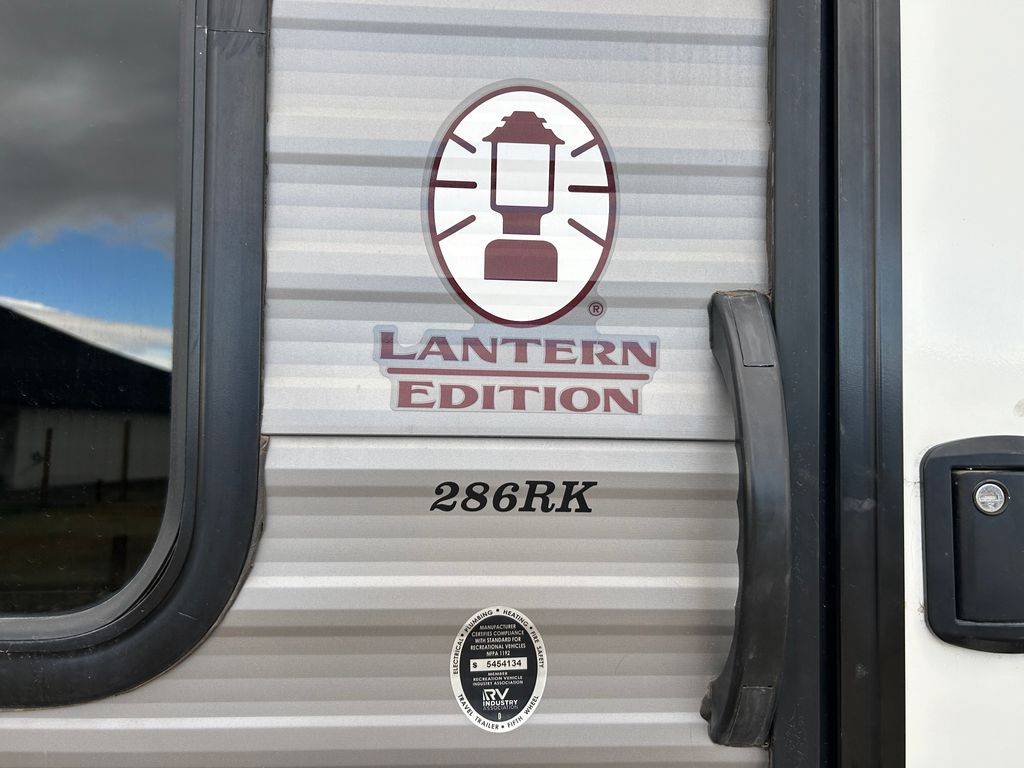 ®
LANTERN
EDITION
286RK
ELECTRICAL • PLUMBING • HEATING • FIRE SAFETY
MANUFACTURER
CERTIFIES COMPLIANCE
WITH STANDARD FOR
RECREATIONAL VEHICLES
NFPA 1192
S 5454134
MEMBER
RECREATION VEHICLE
INDUSTRY ASSOCIATION
RV
INDUSTRY
ASSOCIATION
D
TRAVEL TRAILER • FIFTH WHEEL